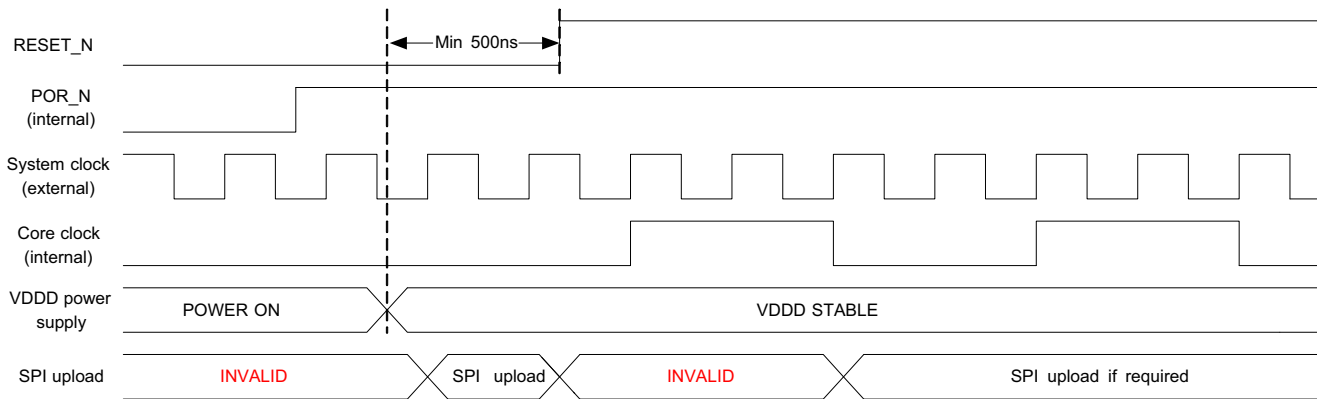 RESET_N
Min 500ns
POR_N
(internal)
System clock
(external)
Core clock
(internal)
VDDD power
supply
POWER ON
VDDD STABLE
SPI upload
INVALID
SPI upload
INVALID
SPI upload if required